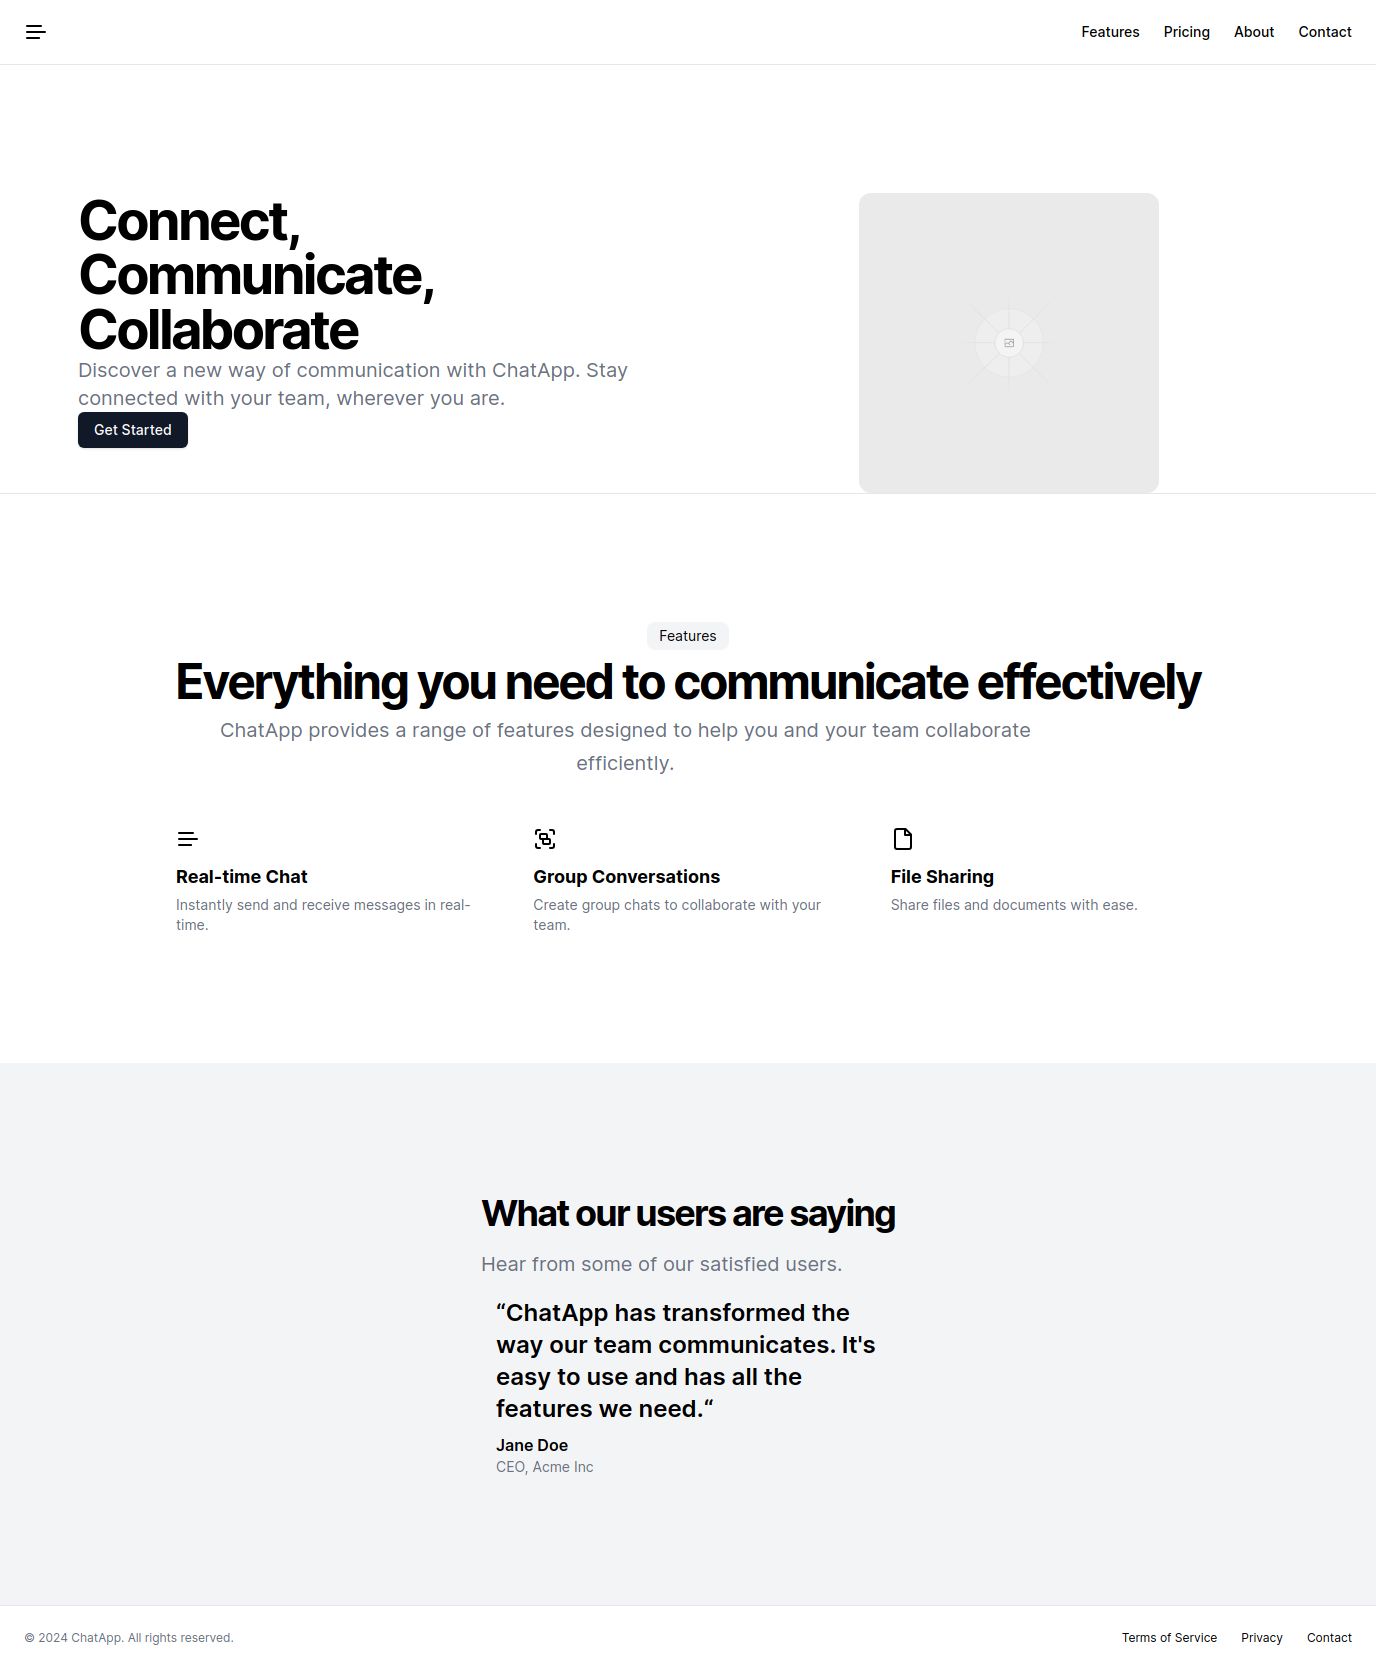 Features Pricing About Contact
Connect,
Communicate,
Collaborate
Discover a new way of communication with ChatApp. Stay
connected with your team, wherever you are.
Get Started
Features
Everything you need to communicate effectively
ChatApp provides a range of features designed to help you and your team collaborate
efficiently.
Real-time Chat
Instantly send and receive messages in real-
time.
Group Conversations
Create group chats to collaborate with your
team.
File Sharing
Share files and documents with ease.
What our users are saying
Hear from some of our satisfied users.
“ChatApp has transformed the
way our team communicates. It's
easy to use and has all the
features we need.“
Jane Doe
CEO, Acme Inc
© 2024 ChatApp. All rights reserved.
Terms of Service Privacy Contact